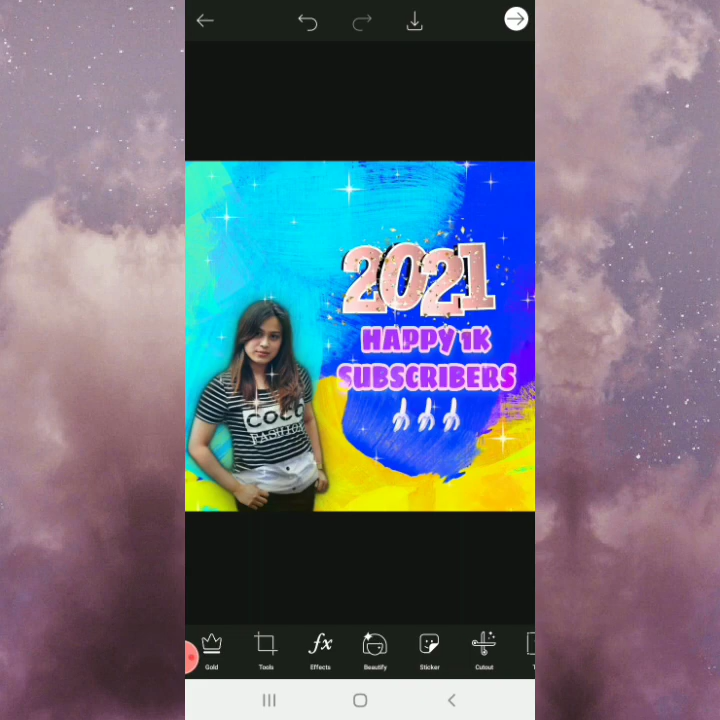 2021
HAPPY 1K
SUBSCRIBERS
COCO
FASHION
Gold
Tools
Effects
Beautify
Sticker
Cutout